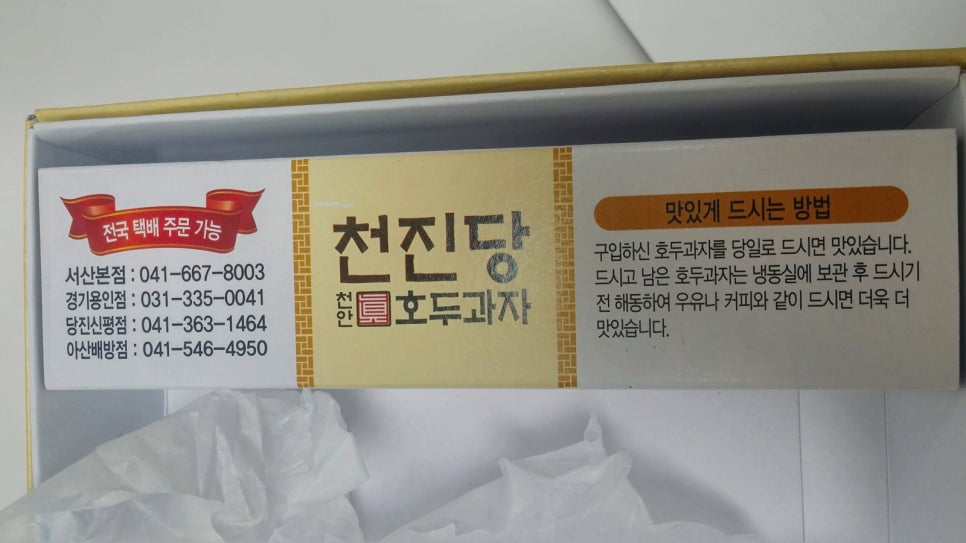 전국 택배 주문 가능
서산본점 : 041-667-8003
경기용인점 : 031-335-0041
당진신평점 : 041-363-1464
아산배방점 : 041-546-4950
천진당
천안 眞 호두과자
맛있게 드시는 방법
구입하신 호두과자를 당일로 드시면 맛있습니다.
드시고 남은 호두과자는 냉동실에 보관 후 드시기
전 해동하여 우유나 커피와 같이 드시면 더욱 더
맛있습니다.